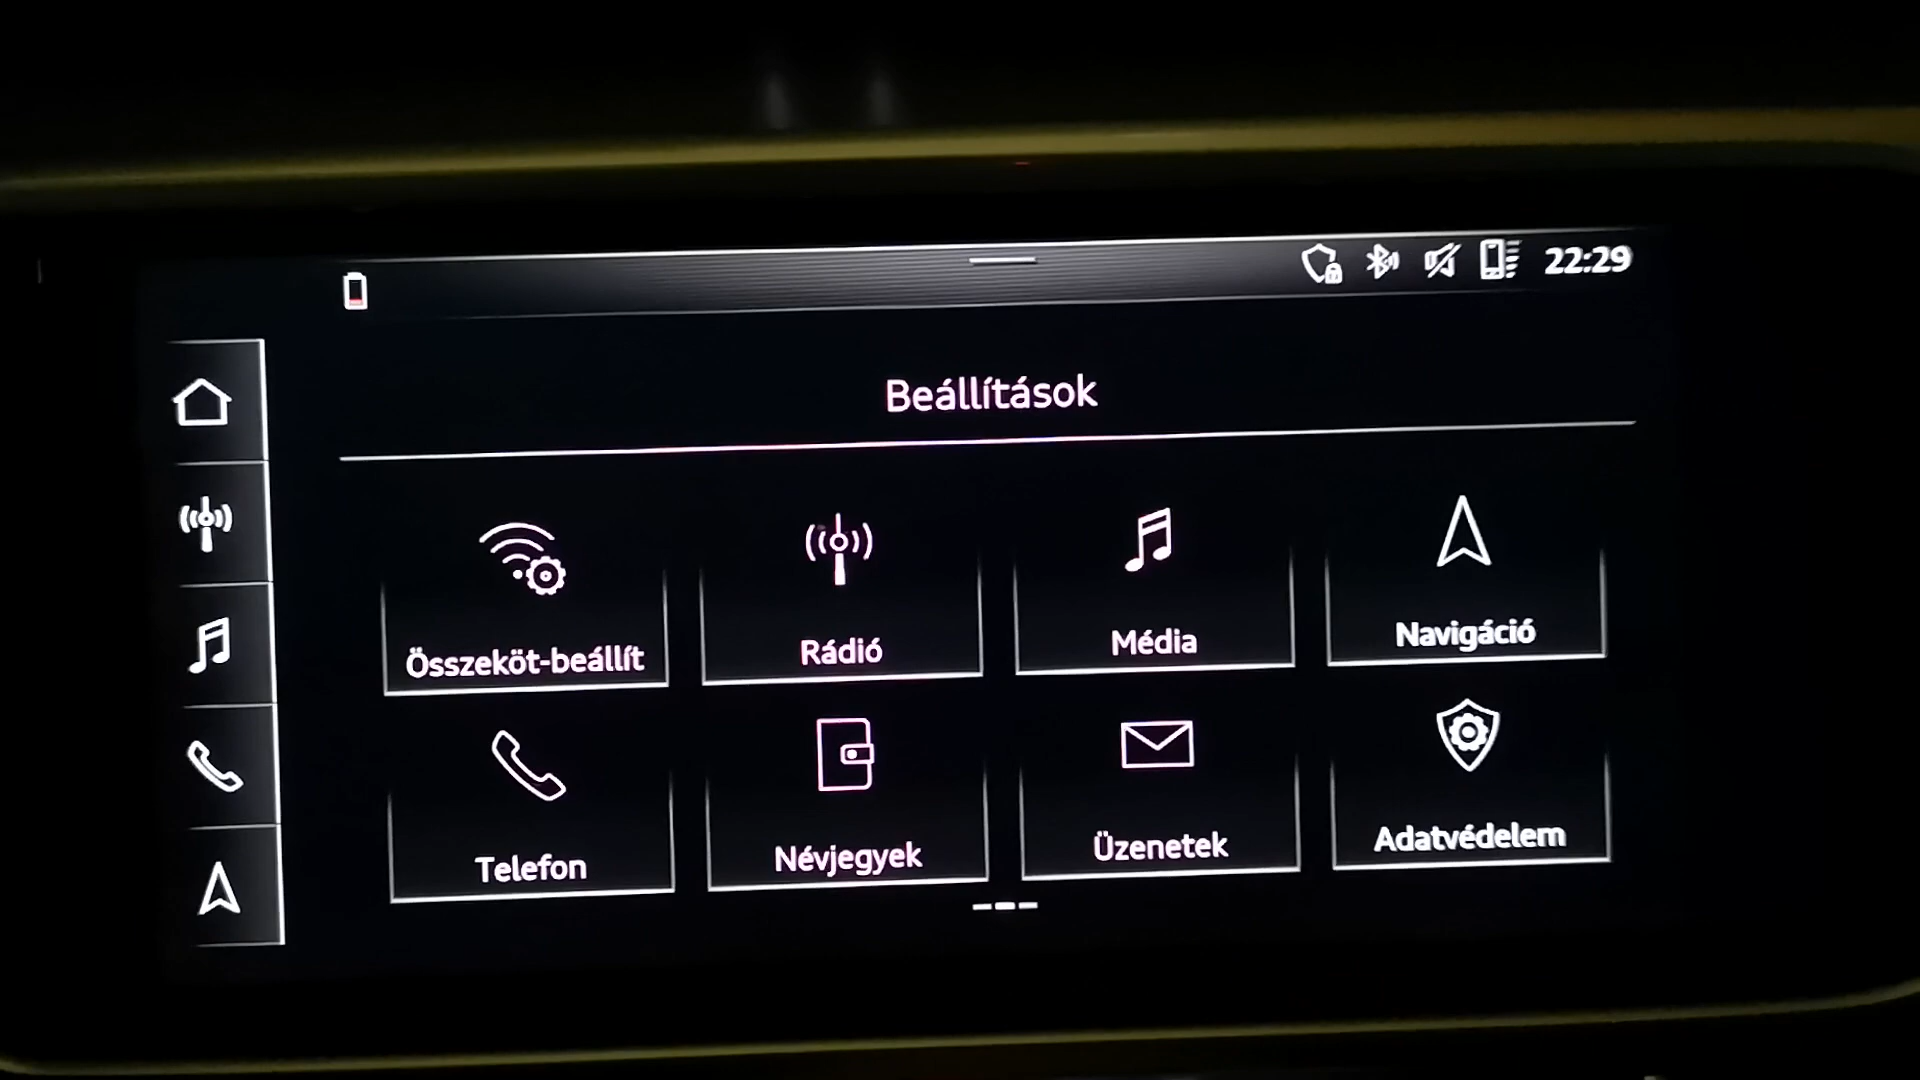 22:29
Beállítások
Összeköt-beállít
Rádió
Média
Navigáció
Telefon
Névjegyek
Üzenetek
Adatvédelem